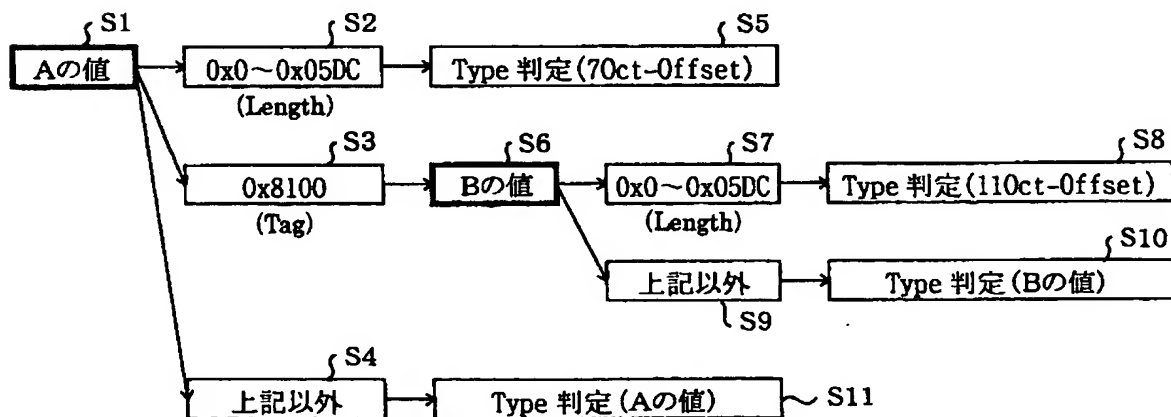 S1
Aの値
S2
0x0~0x05DC
(Length)
S5
Type 判定(7Oct-Offset)
S3
0x8100
(Tag)
S6
Bの値
S7
0x0~0x05DC
(Length)
S8
Type 判定(11Oct-Offset)
上記以外
S9
S10
Type 判定(Bの値)
S4
上記以外
Type 判定(Aの値)
S11